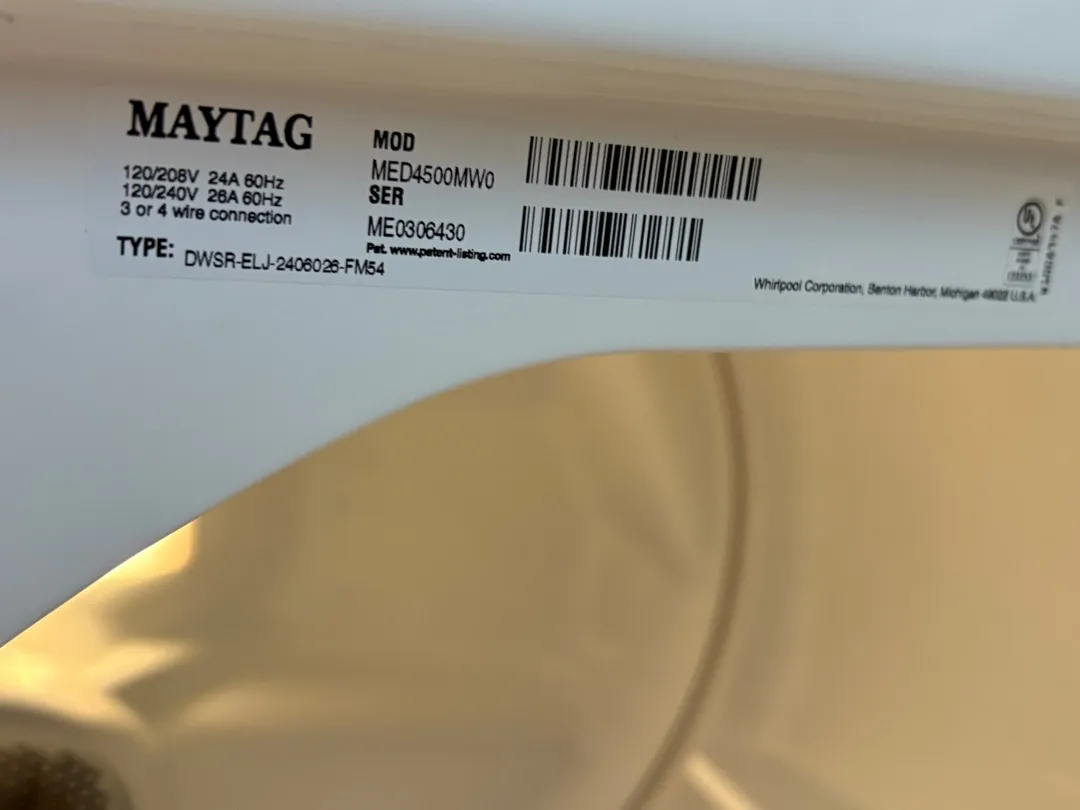 MAYTAG
120/208V 24A 60Hz
120/240V 26A 60Hz
3 or 4 wire connection
TYPE: DWSR-ELJ-2406026-FM54
MOD
MED4500MW0
SER
ME0306430
Pat. www.patent-listing.com
Whirlpool Corporation, Benton Harbor, Michigan 49022 U.S.A.
UL